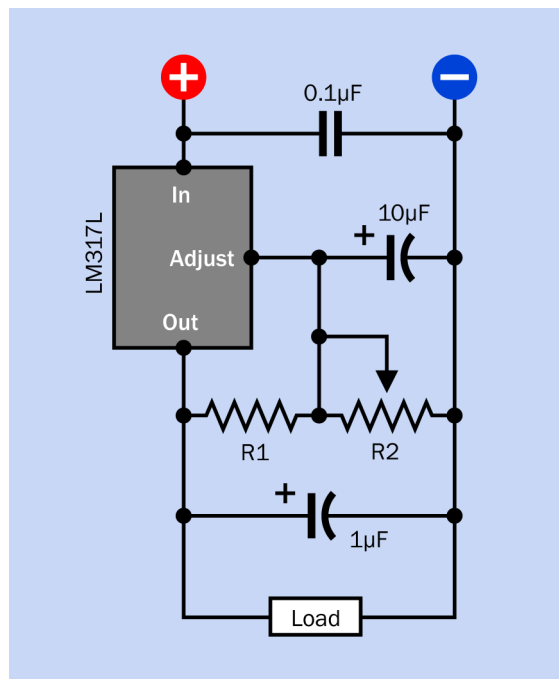 +
−
0.1µF
In
LM317L
10µF
+
Adjust
Out
R1
R2
+
1µF
Load